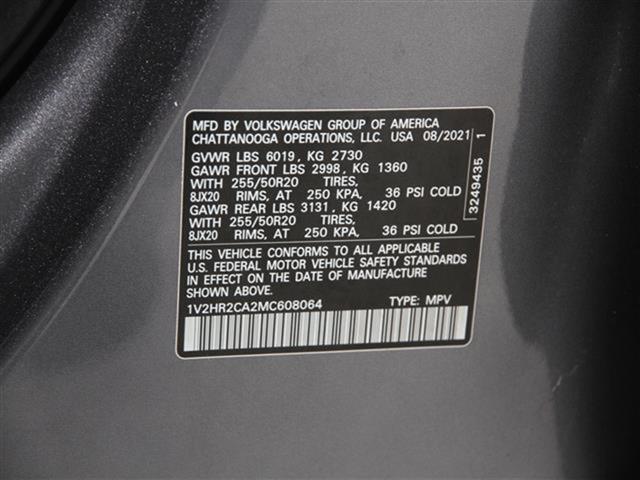 MFD BY VOLKSWAGEN GROUP OF AMERICA
CHATTANOOGA OPERATIONS, LLC. USA 08/2021
GVWR LBS 6019, KG 2730
GAWR FRONT LBS 2998, KG 1360
WITH 255/50R20 TIRES,
8JX20 RIMS, AT 250 KPA, 36 PSI COLD
GAWR REAR LBS 3131, KG 1420
WITH 255/50R20 TIRES,
8JX20 RIMS, AT 250 KPA, 36 PSI COLD
THIS VEHICLE CONFORMS TO ALL APPLICABLE
U.S. FEDERAL MOTOR VEHICLE SAFETY STANDARDS
IN EFFECT ON THE DATE OF MANUFACTURE
SHOWN ABOVE.
1V2HR2CA2MC608064 TYPE: MPV
3249435 1